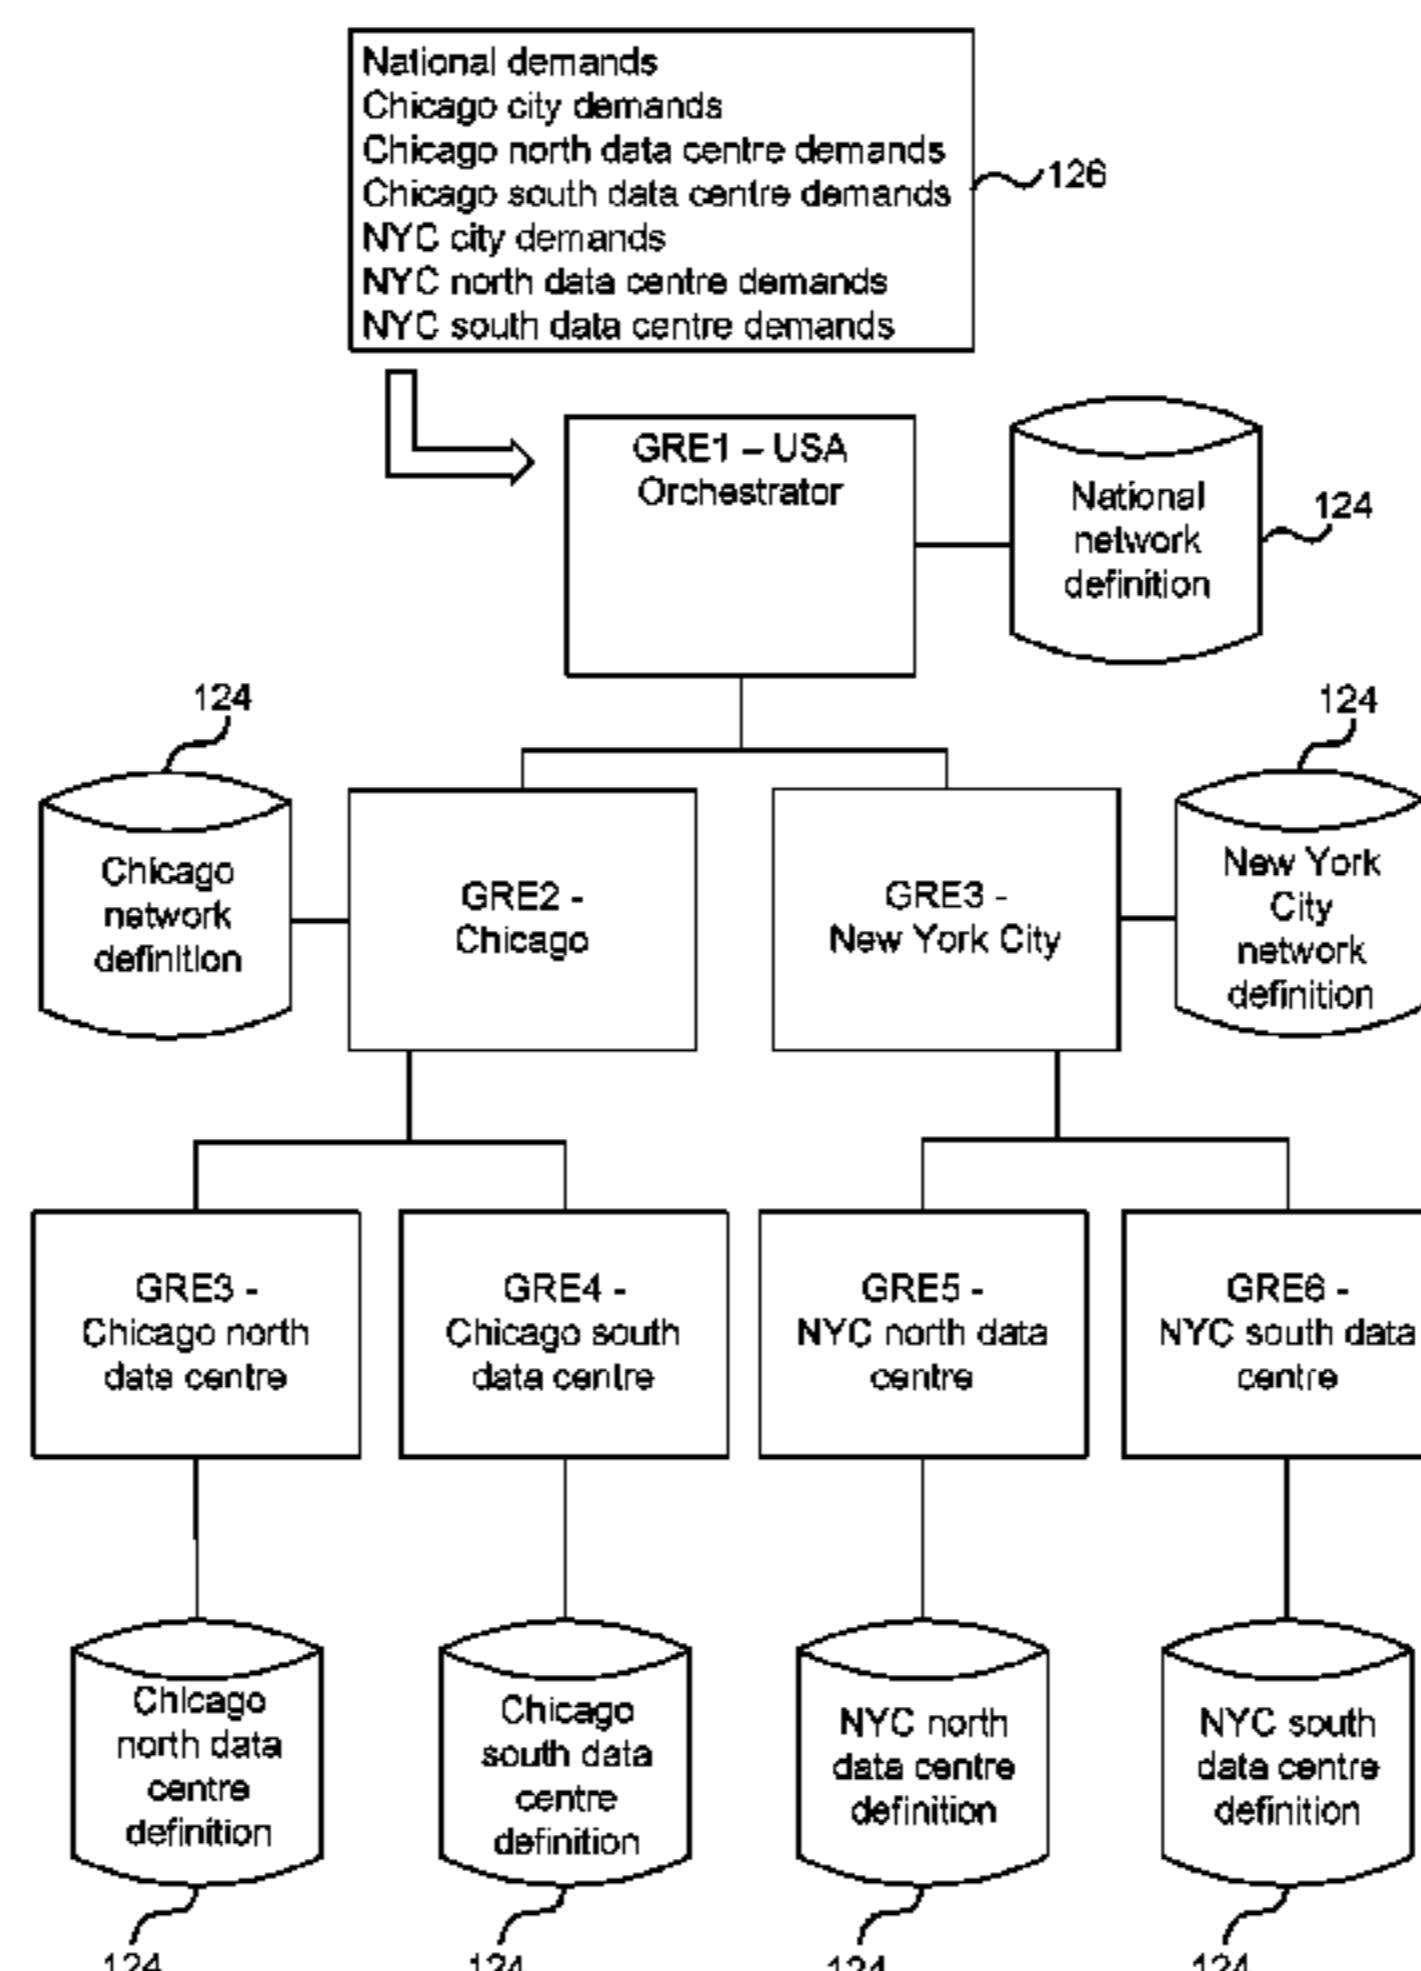 National demands
Chicago city demands
Chicago north data centre demands
Chicago south data centre demands
NYC city demands
NYC north data centre demands
NYC south data centre demands
126
GRE1 – USA
Orchestrator
National
network
definition
124
124
Chicago
network
definition
GRE2 -
Chicago
GRE3 -
New York City
124
New York
City
network
definition
GRE3 -
Chicago north
data centre
GRE4 -
Chicago south
data centre
GRE5 -
NYC north data
centre
GRE6 -
NYC south data
centre
Chicago
north data
centre
definition
Chicago
south data
centre
definition
NYC north
data centre
definition
NYC south
data centre
definition
124
124
124
124